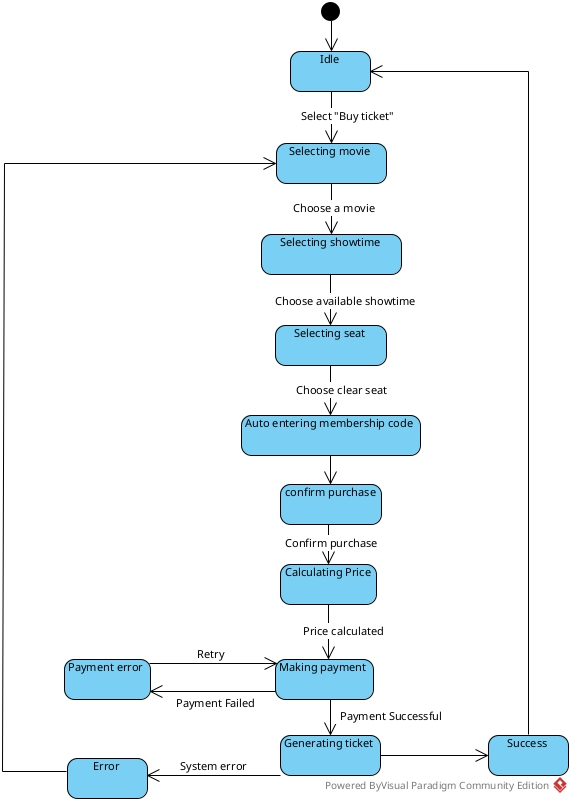 Idle
Select "Buy ticket"
Selecting movie
Choose a movie
Selecting showtime
Choose available showtime
Selecting seat
Choose clear seat
Auto entering membership code
confirm purchase
Confirm purchase
Calculating Price
Price calculated
Retry
Payment error
Making payment
Payment Failed
Payment Successful
Generating ticket
Success
System error
Error
Powered ByVisual Paradigm Community Edition